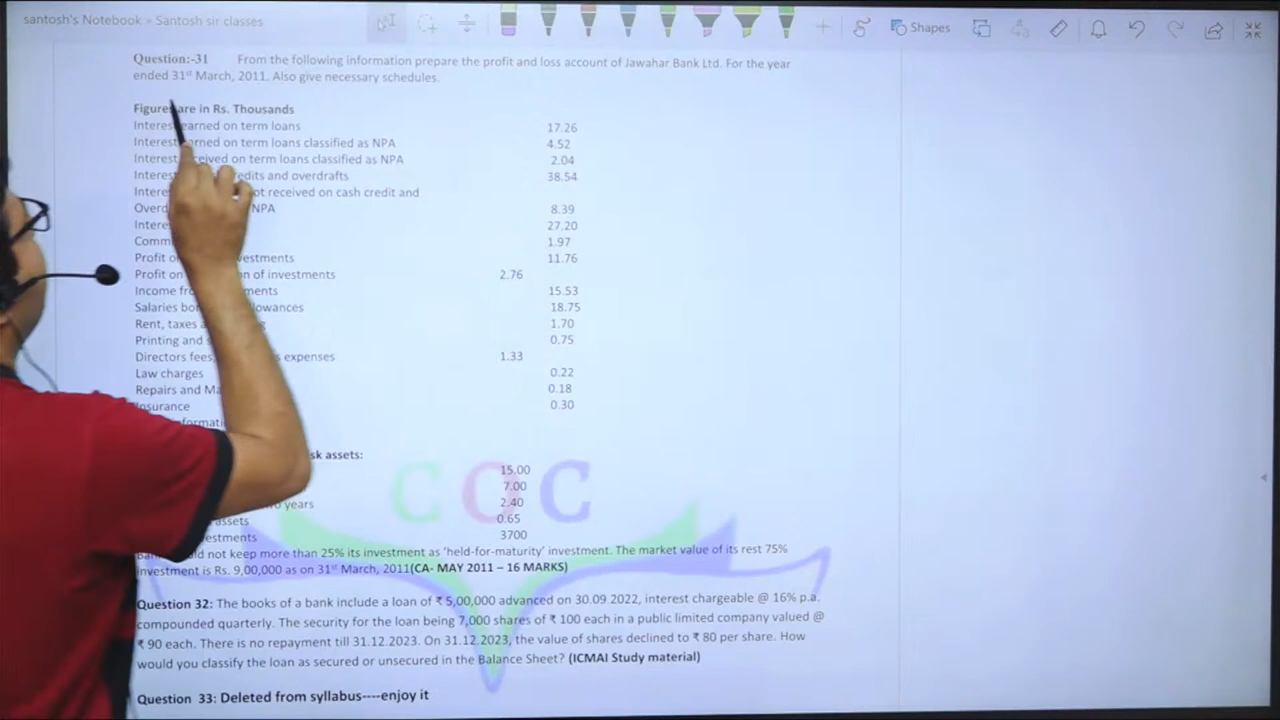 santosh's Notebook » Santosh sir classes
Shapes
Question:-31 From the following information prepare the profit and loss account of Jawahar Bank Ltd. For the year
ended 31st March, 2011. Also give necessary schedules.
Figures are in Rs. Thousands
Interest earned on term loans 17.26
Interest earned on term loans classified as NPA 4.52
Interest received on term loans classified as NPA 2.04
edits and overdrafts 38.54
ot received on cash credit and
NPA 8.39
27.20
1.97
Profit o estments 11.76
Profit on n of investments 2.76
Income fr ments 15.53
Salaries bo llowances 18.75
Rent, taxes 1.70
Printing and 0.75
Directors fees, s expenses 1.33
Law charges 0.22
Repairs and Ma 0.18
Insurance 0.30
sk assets:
15.00
7.00
o years 2.40
assets 0.65
estments 3700
COC
ld not keep more than 25% its investment as 'held-for-maturity' investment. The market value of its rest 75%
investment is Rs. 9,00,000 as on 31st March, 2011(CA- MAY 2011 – 16 MARKS)
Question 32: The books of a bank include a loan of ₹ 5,00,000 advanced on 30.09.2022, interest chargeable @ 16% p.a.
compounded quarterly. The security for the loan being 7,000 shares of ₹ 100 each in a public limited company valued @
₹ 90 each. There is no repayment till 31.12.2023. On 31.12.2023, the value of shares declined to ₹ 80 per share. How
would you classify the loan as secured or unsecured in the Balance Sheet? (ICMAI Study material)
Question 33: Deleted from syllabus----enjoy it